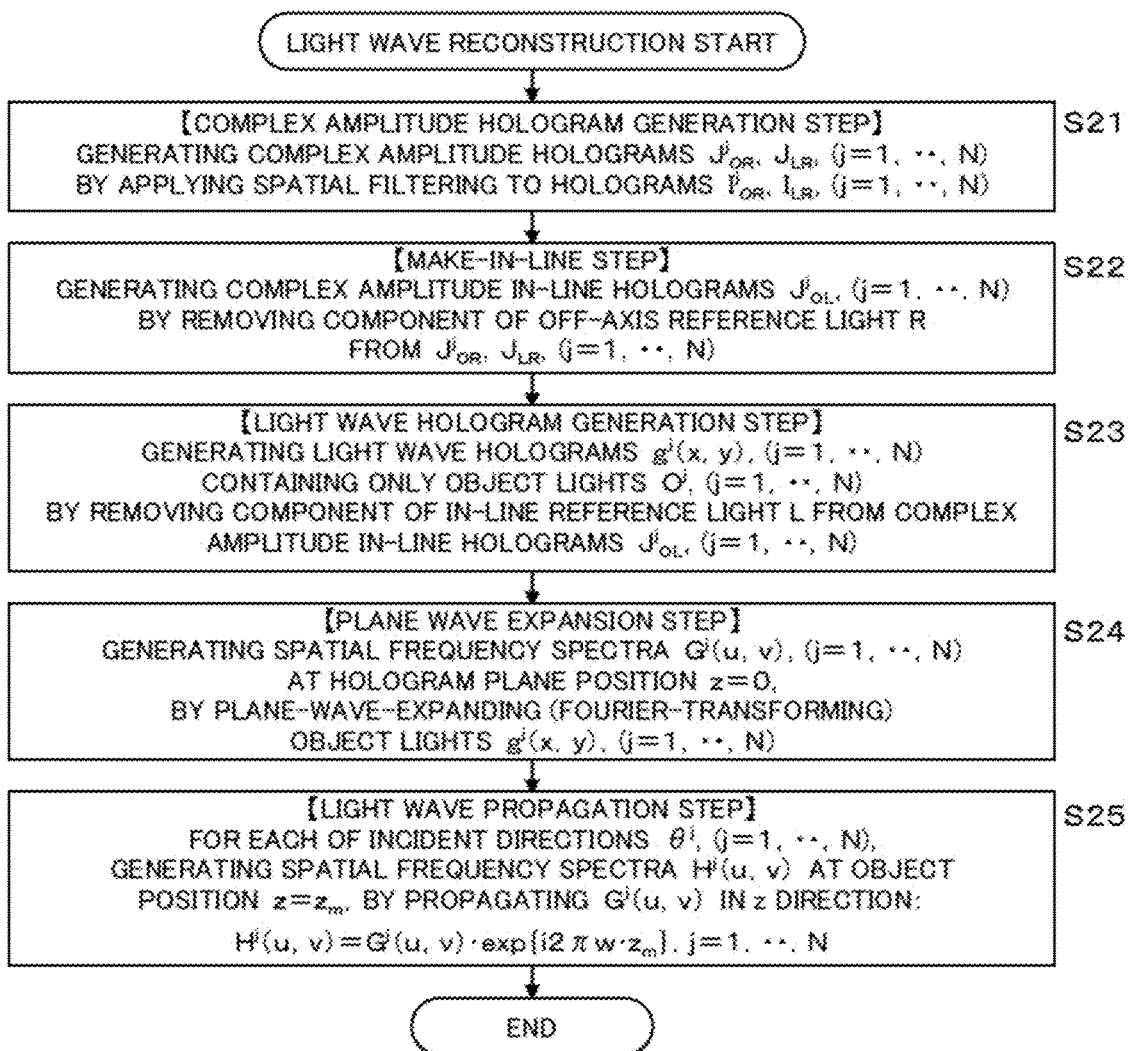 LIGHT WAVE RECONSTRUCTION START
S21
【COMPLEX AMPLITUDE HOLOGRAM GENERATION STEP】
GENERATING COMPLEX AMPLITUDE HOLOGRAMS J^j_OR, J_LR, (j=1, ··, N)
BY APPLYING SPATIAL FILTERING TO HOLOGRAMS I^j_OR, I_LR, (j=1, ··, N)
S22
【MAKE-IN-LINE STEP】
GENERATING COMPLEX AMPLITUDE IN-LINE HOLOGRAMS J^j_OL, (j=1, ··, N)
BY REMOVING COMPONENT OF OFF-AXIS REFERENCE LIGHT R
FROM J^j_OR, J_LR, (j=1, ··, N)
S23
【LIGHT WAVE HOLOGRAM GENERATION STEP】
GENERATING LIGHT WAVE HOLOGRAMS g^j(x, y), (j=1, ··, N)
CONTAINING ONLY OBJECT LIGHTS O^j, (j=1, ··, N)
BY REMOVING COMPONENT OF IN-LINE REFERENCE LIGHT L FROM COMPLEX
AMPLITUDE IN-LINE HOLOGRAMS J^j_OL, (j=1, ··, N)
S24
【PLANE WAVE EXPANSION STEP】
GENERATING SPATIAL FREQUENCY SPECTRA G^j(u, v), (j=1, ··, N)
AT HOLOGRAM PLANE POSITION z=0,
BY PLANE-WAVE-EXPANDING (FOURIER-TRANSFORMING)
OBJECT LIGHTS g^j(x, y), (j=1, ··, N)
S25
【LIGHT WAVE PROPAGATION STEP】
FOR EACH OF INCIDENT DIRECTIONS θ^j, (j=1, ··, N),
GENERATING SPATIAL FREQUENCY SPECTRA H^j(u, v) AT OBJECT
POSITION z=z_m, BY PROPAGATING G^j(u, v) IN z DIRECTION:
H^j(u, v)=G^j(u, v)·exp{i2πw·z_m}, j=1, ··, N
END